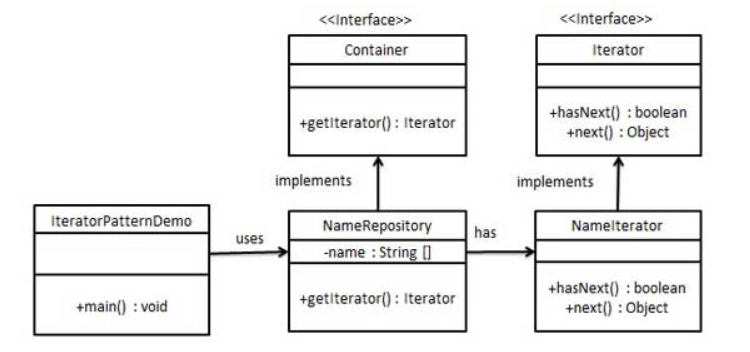 <<Interface>>
Container
+getIterator() : Iterator
<<Interface>>
Iterator
+hasNext() : boolean
+next() : Object
implements
implements
IteratorPatternDemo
+main() : void
uses
NameRepository
-name : String []
+getIterator() : Iterator
has
NameIterator
+hasNext() : boolean
+next() : Object